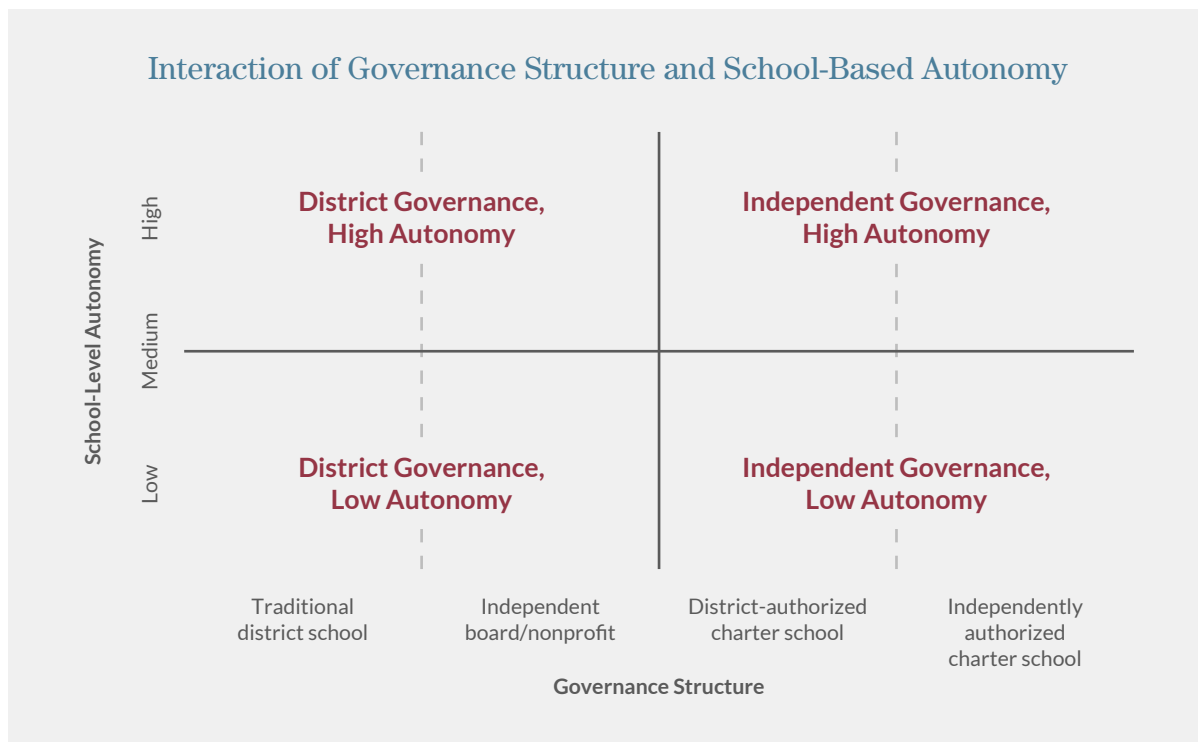 Interaction of Governance Structure and School-Based Autonomy
District Governance,
High Autonomy
Independent Governance,
High Autonomy
School-Level Autonomy
High
Medium
Low
District Governance,
Low Autonomy
Independent Governance,
Low Autonomy
Traditional
district school
Independent
board/nonprofit
District-authorized
charter school
Independently
authorized
charter school
Governance Structure